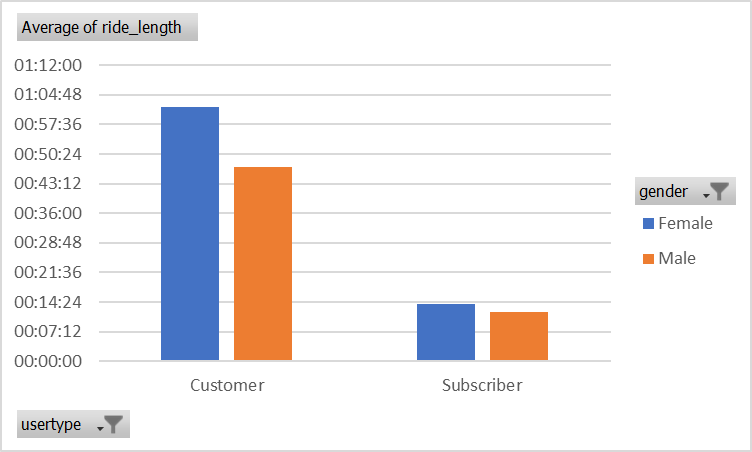 Average of ride_length
01:12:00
01:04:48
00:57:36
00:50:24
00:43:12
00:36:00
00:28:48
00:21:36
00:14:24
00:07:12
00:00:00
Customer
Subscriber
gender
Female
Male
usertype